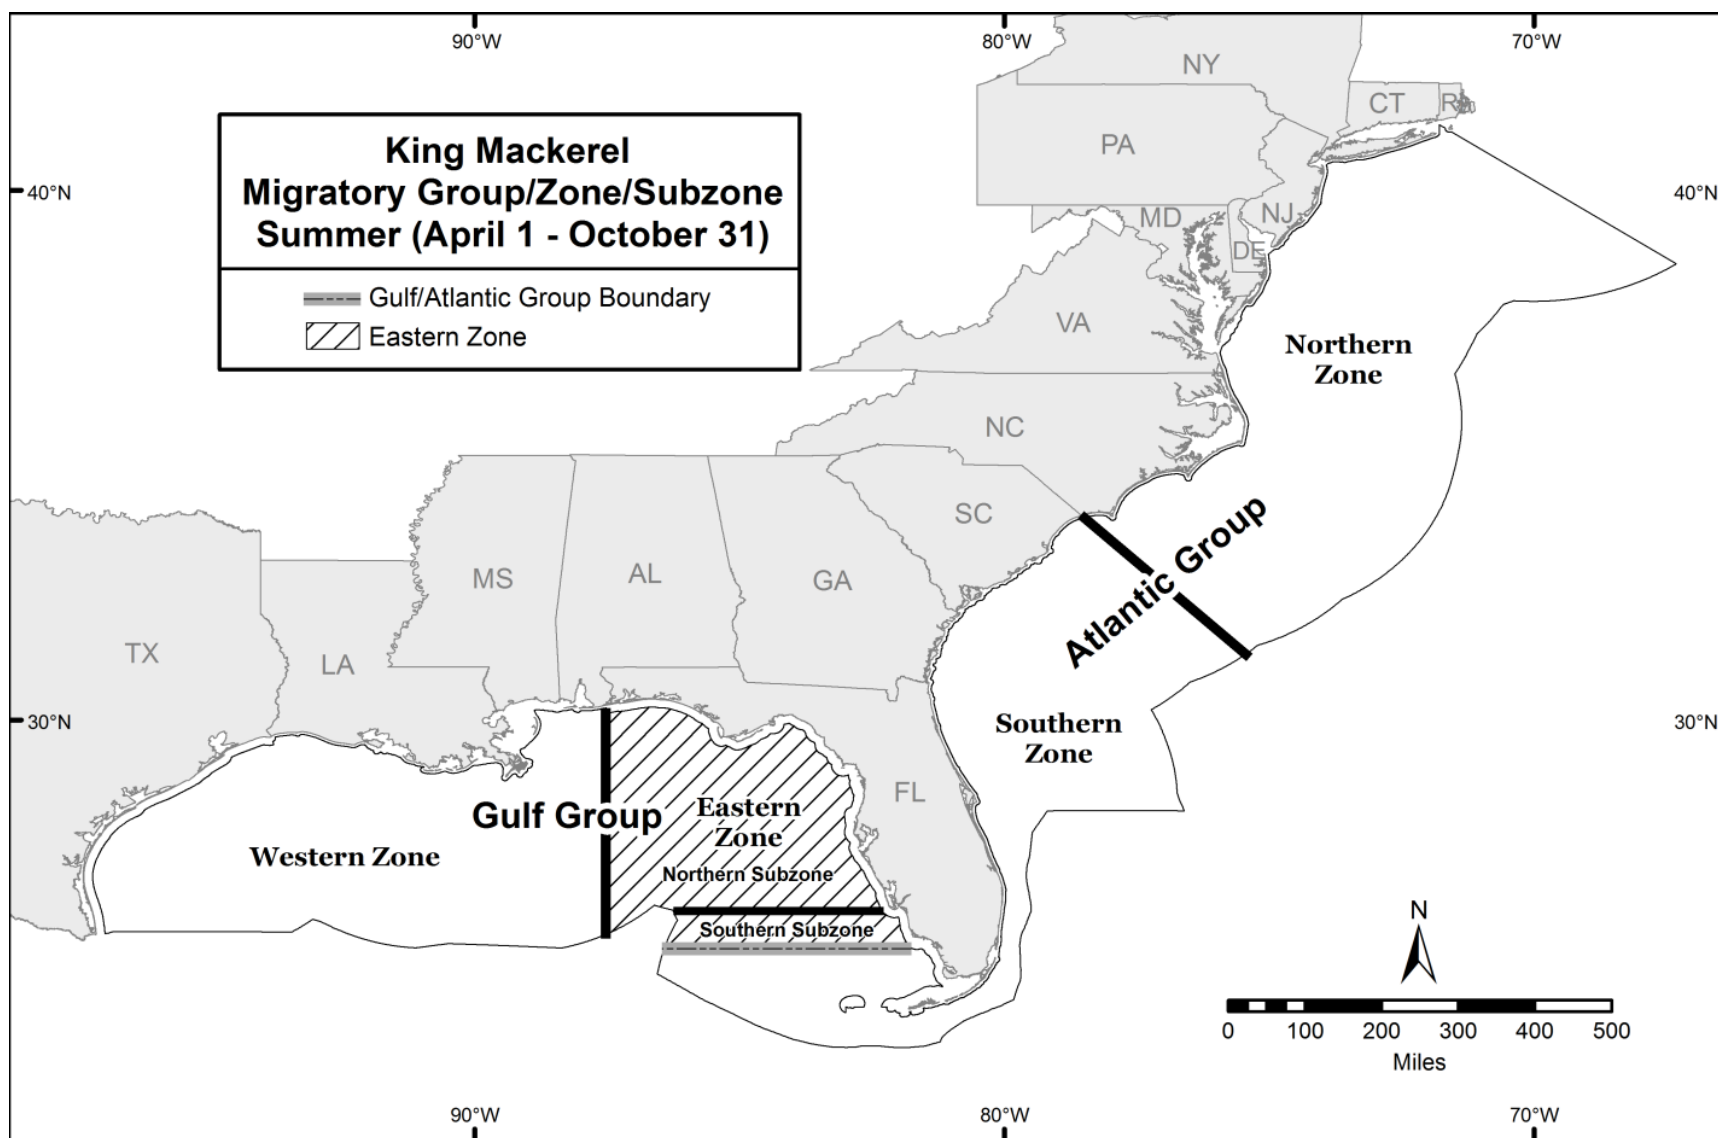 90°W
80°W
70°W
King Mackerel
Migratory Group/Zone/Subzone
Summer (April 1 - October 31)
Gulf/Atlantic Group Boundary
Eastern Zone
40°N
40°N
NY
CT
RI
PA
MD
NJ
DE
VA
Northern
Zone
NC
SC
Atlantic Group
MS
AL
GA
TX
LA
30°N
30°N
Southern
Zone
FL
Gulf Group
Eastern
Zone
Western Zone
Northern Subzone
Southern Subzone
N
0 100 200 300 400 500
Miles
90°W
80°W
70°W